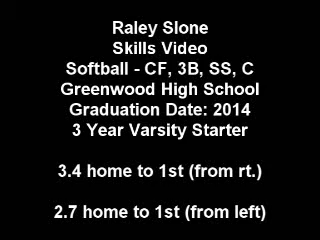 Raley Slone
Skills Video
Softball - CF, 3B, SS, C
Greenwood High School
Graduation Date: 2014
3 Year Varsity Starter
3.4 home to 1st (from rt.)
2.7 home to 1st (from left)